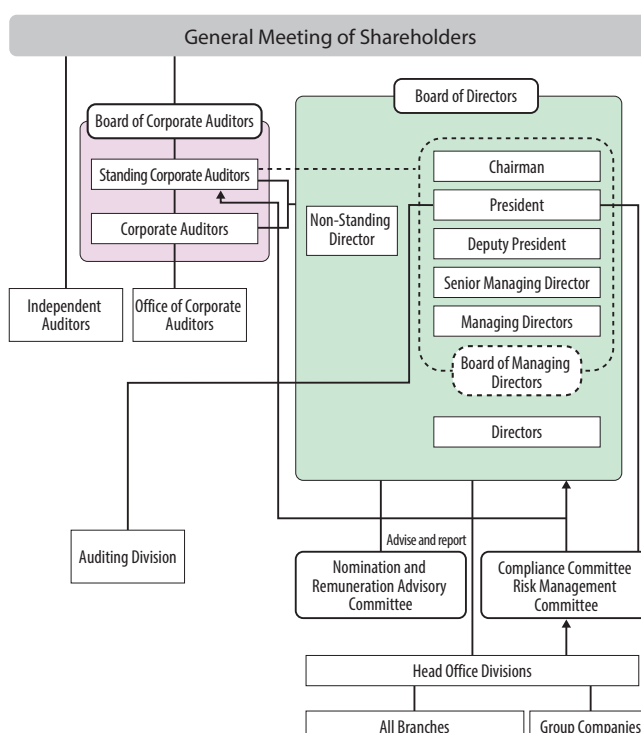 General Meeting of Shareholders
Board of Directors
Board of Corporate Auditors
Standing Corporate Auditors
Corporate Auditors
Independent
Auditors
Office of Corporate
Auditors
Non-Standing
Director
Chairman
President
Deputy President
Senior Managing Director
Managing Directors
Board of Managing
Directors
Directors
Auditing Division
Advise and report
Nomination and
Remuneration Advisory
Committee
Compliance Committee
Risk Management
Committee
Head Office Divisions
All Branches
Group Companies